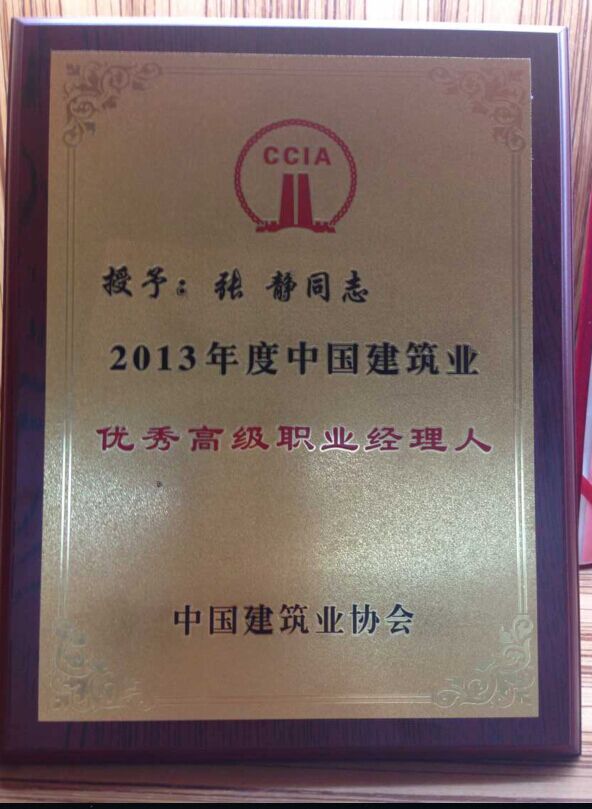 CCIA
授予：张 静同志
2013年度中国建筑业
优秀高级职业经理人
中国建筑业协会